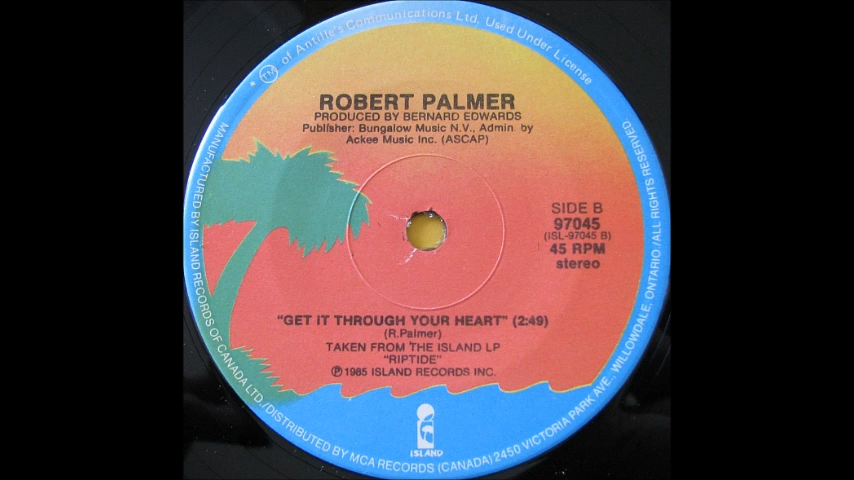 * TM of Antilles Communications Ltd. Used Under License
ROBERT PALMER
PRODUCED BY BERNARD EDWARDS
Publisher: Bungalow Music N.V., Admin. by
Ackee Music Inc. (ASCAP)
SIDE B
97045
(ISL-97045 B)
45 RPM
stereo
"GET IT THROUGH YOUR HEART" (2:49)
(R.Palmer)
TAKEN FROM THE ISLAND LP
"RIPTIDE"
℗ 1985 ISLAND RECORDS INC.
ISLAND
MANUFACTURED BY ISLAND RECORDS OF CANADA LTD./DISTRIBUTED BY MCA RECORDS (CANADA) 2450 VICTORIA PARK AVE. WILLOWDALE, ONTARIO/ALL RIGHTS RESERVED.